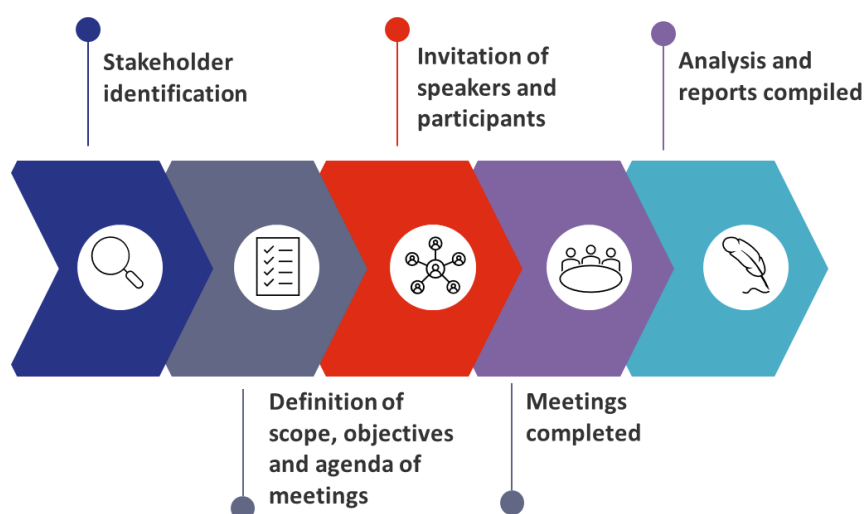 Stakeholder
identification
Invitation of
speakers and
participants
Analysis and
reports compiled
Definition of
scope, objectives
and agenda of
meetings
Meetings
completed